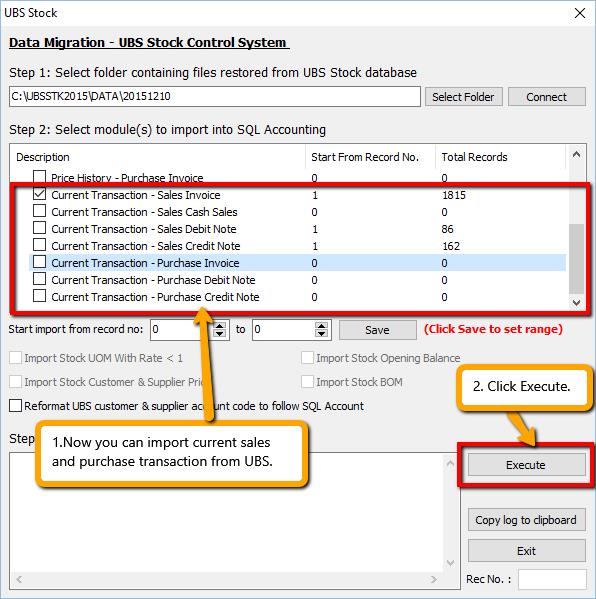 UBS Stock
Data Migration - UBS Stock Control System
Step 1: Select folder containing files restored from UBS Stock database
C:\UBSSTK2015\DATA\20151210 Select Folder Connect
Step 2: Select module(s) to import into SQL Accounting
Description Start From Record No. Total Records
Price History - Purchase Invoice 0 0
Current Transaction - Sales Invoice 1 1815
Current Transaction - Sales Cash Sales 0 0
Current Transaction - Sales Debit Note 1 86
Current Transaction - Sales Credit Note 1 162
Current Transaction - Purchase Invoice 0 0
Current Transaction - Purchase Debit Note 0 0
Current Transaction - Purchase Credit Note 0 0
Start import from record no: 0 to 0 Save (Click Save to set range)
Import Stock UOM With Rate < 1 Import Stock Opening Balance
Import Stock Customer & Supplier Pri Import Stock BOM
Reformat UBS customer & supplier account code to follow SQL Account
2. Click Execute.
Step
1.Now you can import current sales
and purchase transaction from UBS.
Execute
Copy log to clipboard
Exit
Rec No. :